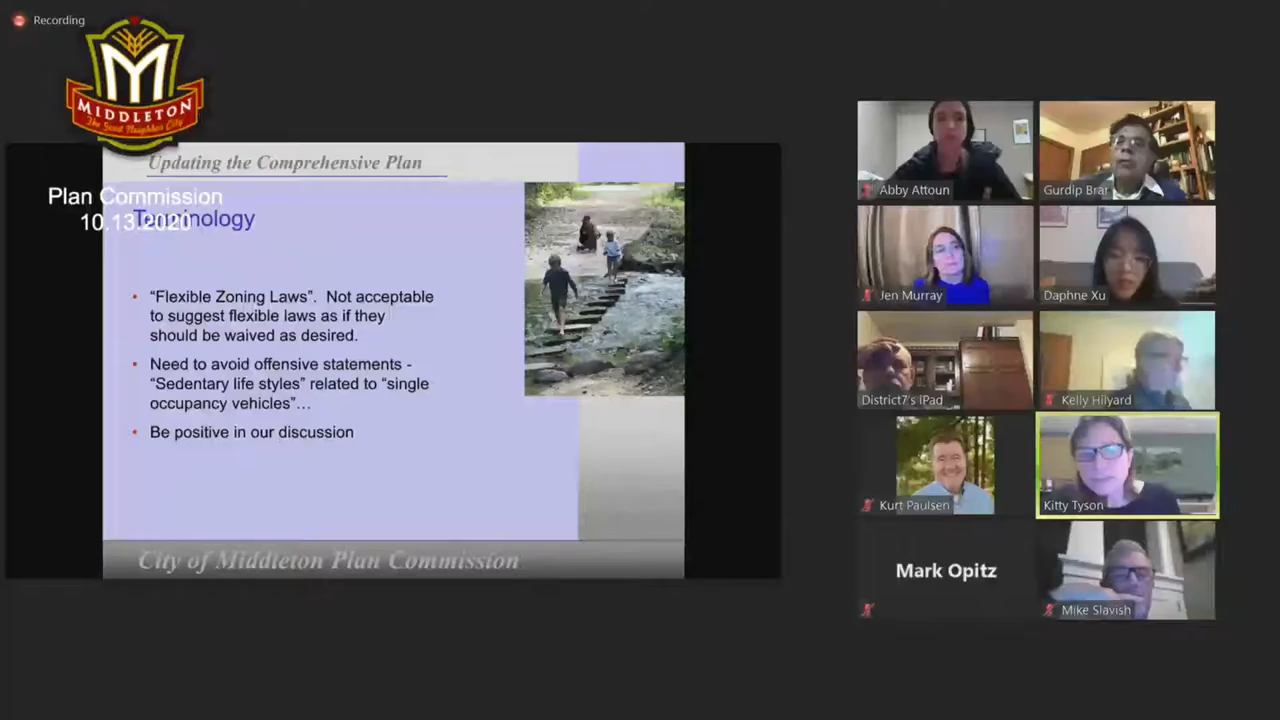 Recording
MIDDLETON
The Good Neighbor City
Updating the Comprehensive Plan
Plan Commission
10.13.2020
Terminology
• “Flexible Zoning Laws”. Not acceptable
to suggest flexible laws as if they
should be waived as desired.
• Need to avoid offensive statements -
“Sedentary life styles” related to “single
occupancy vehicles”…
• Be positive in our discussion
City of Middleton Plan Commission
Abby Attoun
Gurdip Brar
Jen Murray
Daphne Xu
District7's iPad
Kelly Hilyard
Kurt Paulsen
Kitty Tyson
Mark Opitz
Mike Slavish